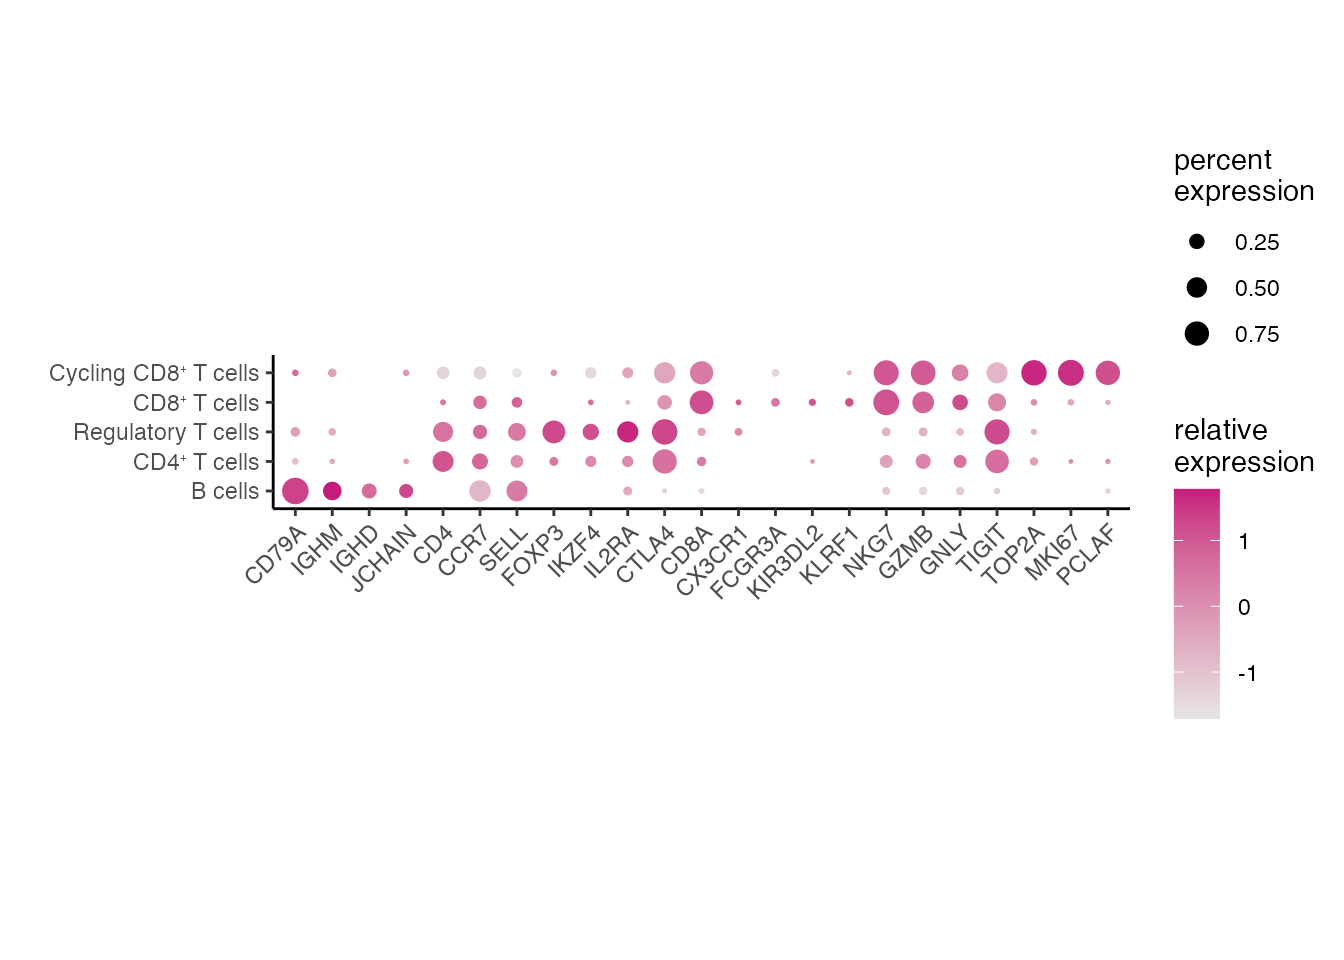 percent
expression
0.25
0.50
0.75
relative
expression
1
0
-1
Cycling CD8⁺ T cells
CD8⁺ T cells
Regulatory T cells
CD4⁺ T cells
B cells
CD79A
IGHM
IGHD
JCHAIN
CD4
CCR7
SELL
FOXP3
IKZF4
IL2RA
CTLA4
CD8A
CX3CR1
FCGR3A
KIR3DL2
KLRF1
NKG7
GZMB
GNLY
TIGIT
TOP2A
MKI67
PCLAF